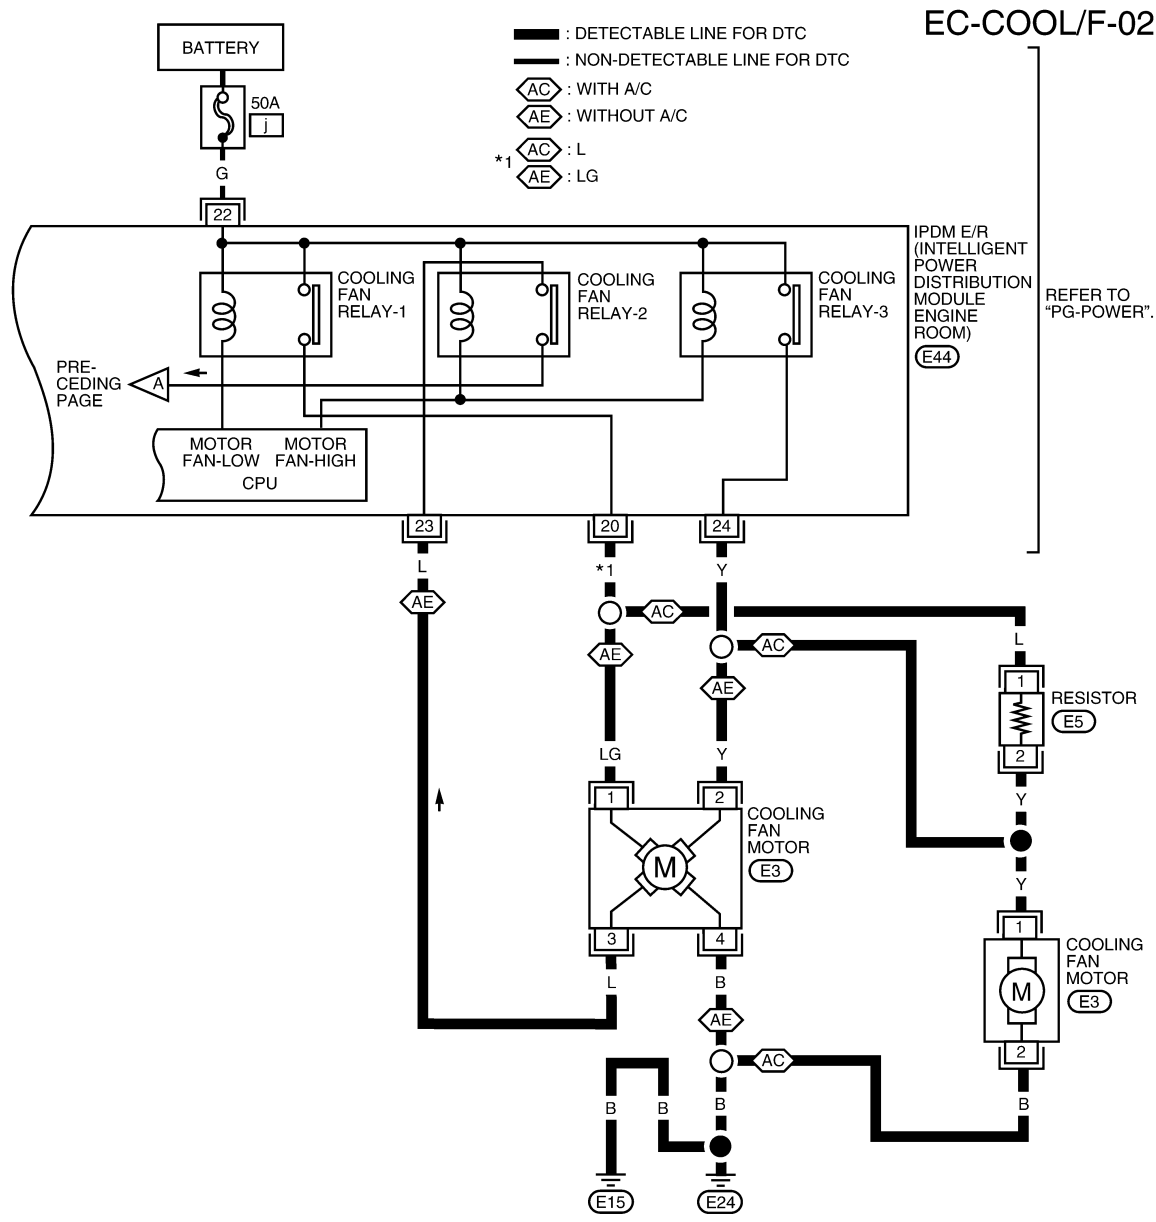 EC-COOL/F-02
BATTERY
50A
j
G
22
: DETECTABLE LINE FOR DTC
: NON-DETECTABLE LINE FOR DTC
AC : WITH A/C
AE : WITHOUT A/C
*1
AC : L
AE : LG
IPDM E/R
(INTELLIGENT
POWER
DISTRIBUTION
MODULE
ENGINE
ROOM)
E44
REFER TO
“PG-POWER”.
COOLING
FAN
RELAY-1
COOLING
FAN
RELAY-2
COOLING
FAN
RELAY-3
PRE-
CEDING
PAGE
A
MOTOR
FAN-LOW
MOTOR
FAN-HIGH
CPU
23
20
24
L
*1
Y
AE
AC
AC
AE
AE
L
1
RESISTOR
E5
2
Y
LG
Y
1
2
COOLING
FAN
MOTOR
E3
M
3
4
Y
1
COOLING
FAN
MOTOR
E3
M
2
L
B
AE
AC
B
B
B
B
E15
E24